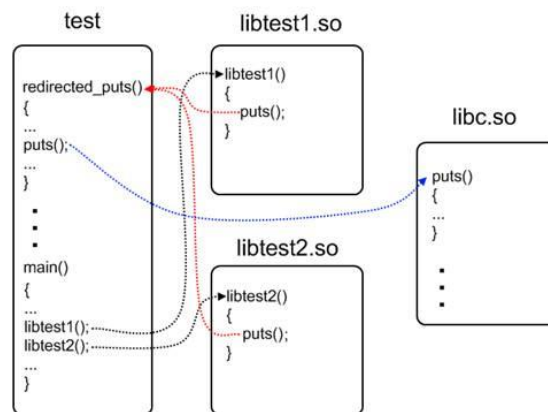 test
redirected_puts()
{
...
puts();
...
}
main()
{
...
libtest1();
libtest2();
...
}
libtest1.so
libtest1()
{
puts();
}
libtest2.so
libtest2()
{
puts();
}
libc.so
puts()
{
...
}